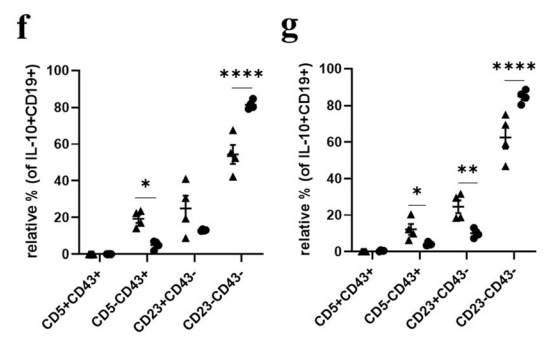 f
relative % (of IL-10+CD19+)
100
80
60
40
20
0
*
****
CD5+CD43+
CD5-CD43+
CD23+CD43-
CD23-CD43-
g
relative % (of IL-10+CD19+)
100
80
60
40
20
0
*
**
****
CD5+CD43+
CD5-CD43+
CD23+CD43-
CD23-CD43-